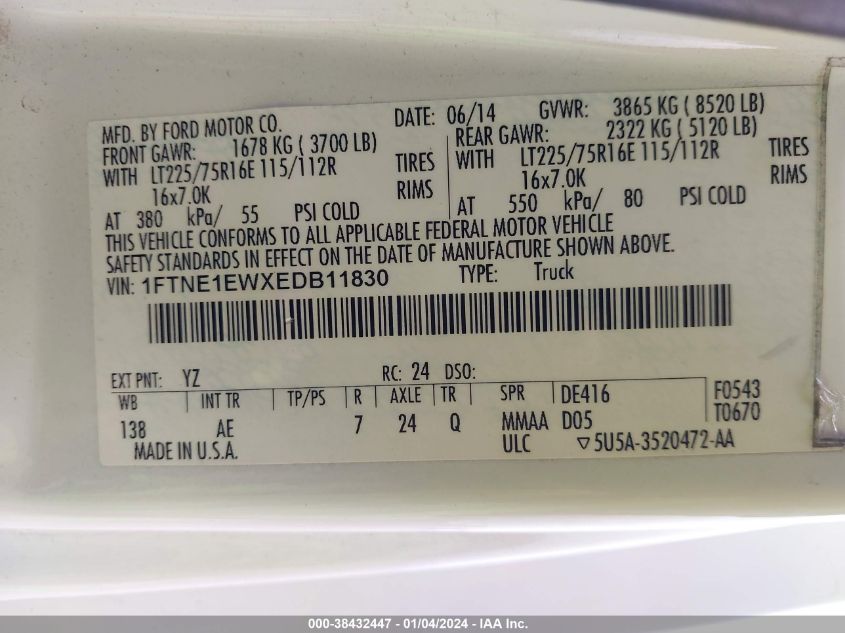 MFD. BY FORD MOTOR CO.
DATE: 06/14 GVWR: 3865 KG ( 8520 LB)
FRONT GAWR: 1678 KG ( 3700 LB)
REAR GAWR: 2322 KG ( 5120 LB)
WITH LT225/75R16E 115/112R TIRES
WITH LT225/75R16E 115/112R TIRES
16x7.0K RIMS
16x7.0K RIMS
AT 380 kPa/ 55 PSI COLD
AT 550 kPa/ 80 PSI COLD
THIS VEHICLE CONFORMS TO ALL APPLICABLE FEDERAL MOTOR VEHICLE
SAFETY STANDARDS IN EFFECT ON THE DATE OF MANUFACTURE SHOWN ABOVE.
VIN: 1FTNE1EWXEDB11830 TYPE: Truck
EXT PNT: YZ RC: 24 DSO:
WB INT TR TP/PS R AXLE TR SPR DE416 F0543
138 AE 7 24 Q MMAA D05 T0670
MADE IN U.S.A. ULC ▽5U5A-3520472-AA
000-38432447 - 01/04/2024 - IAA Inc.